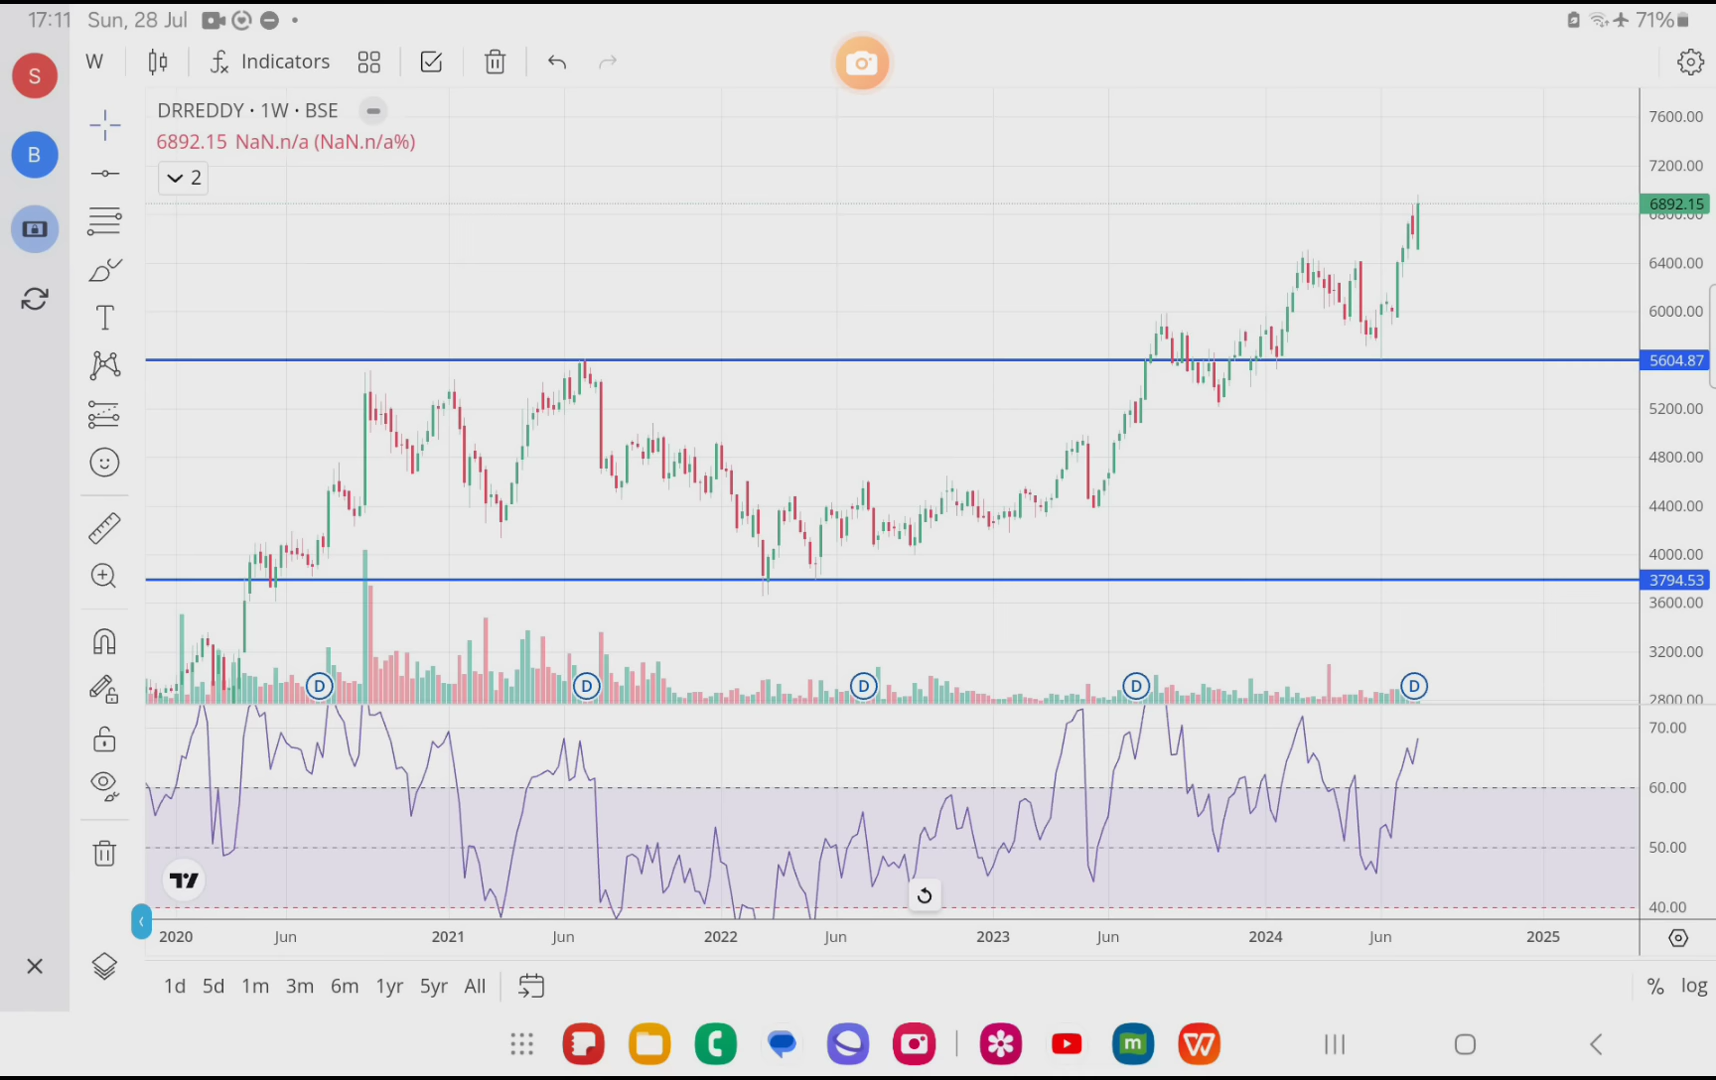 17:11 Sun, 28 Jul 71%
S
B
W Indicators
DRREDDY · 1W · BSE
6892.15 NaN.n/a (NaN.n/a%)
2
T
7600.00
7200.00
6892.15
6800.00
6400.00
6000.00
5604.87
5200.00
4800.00
4400.00
4000.00
3794.53
3600.00
3200.00
2800.00
D D D D D
70.00
60.00
50.00
40.00
2020 Jun 2021 Jun 2022 Jun 2023 Jun 2024 Jun 2025
1d 5d 1m 3m 6m 1yr 5yr All % log
m